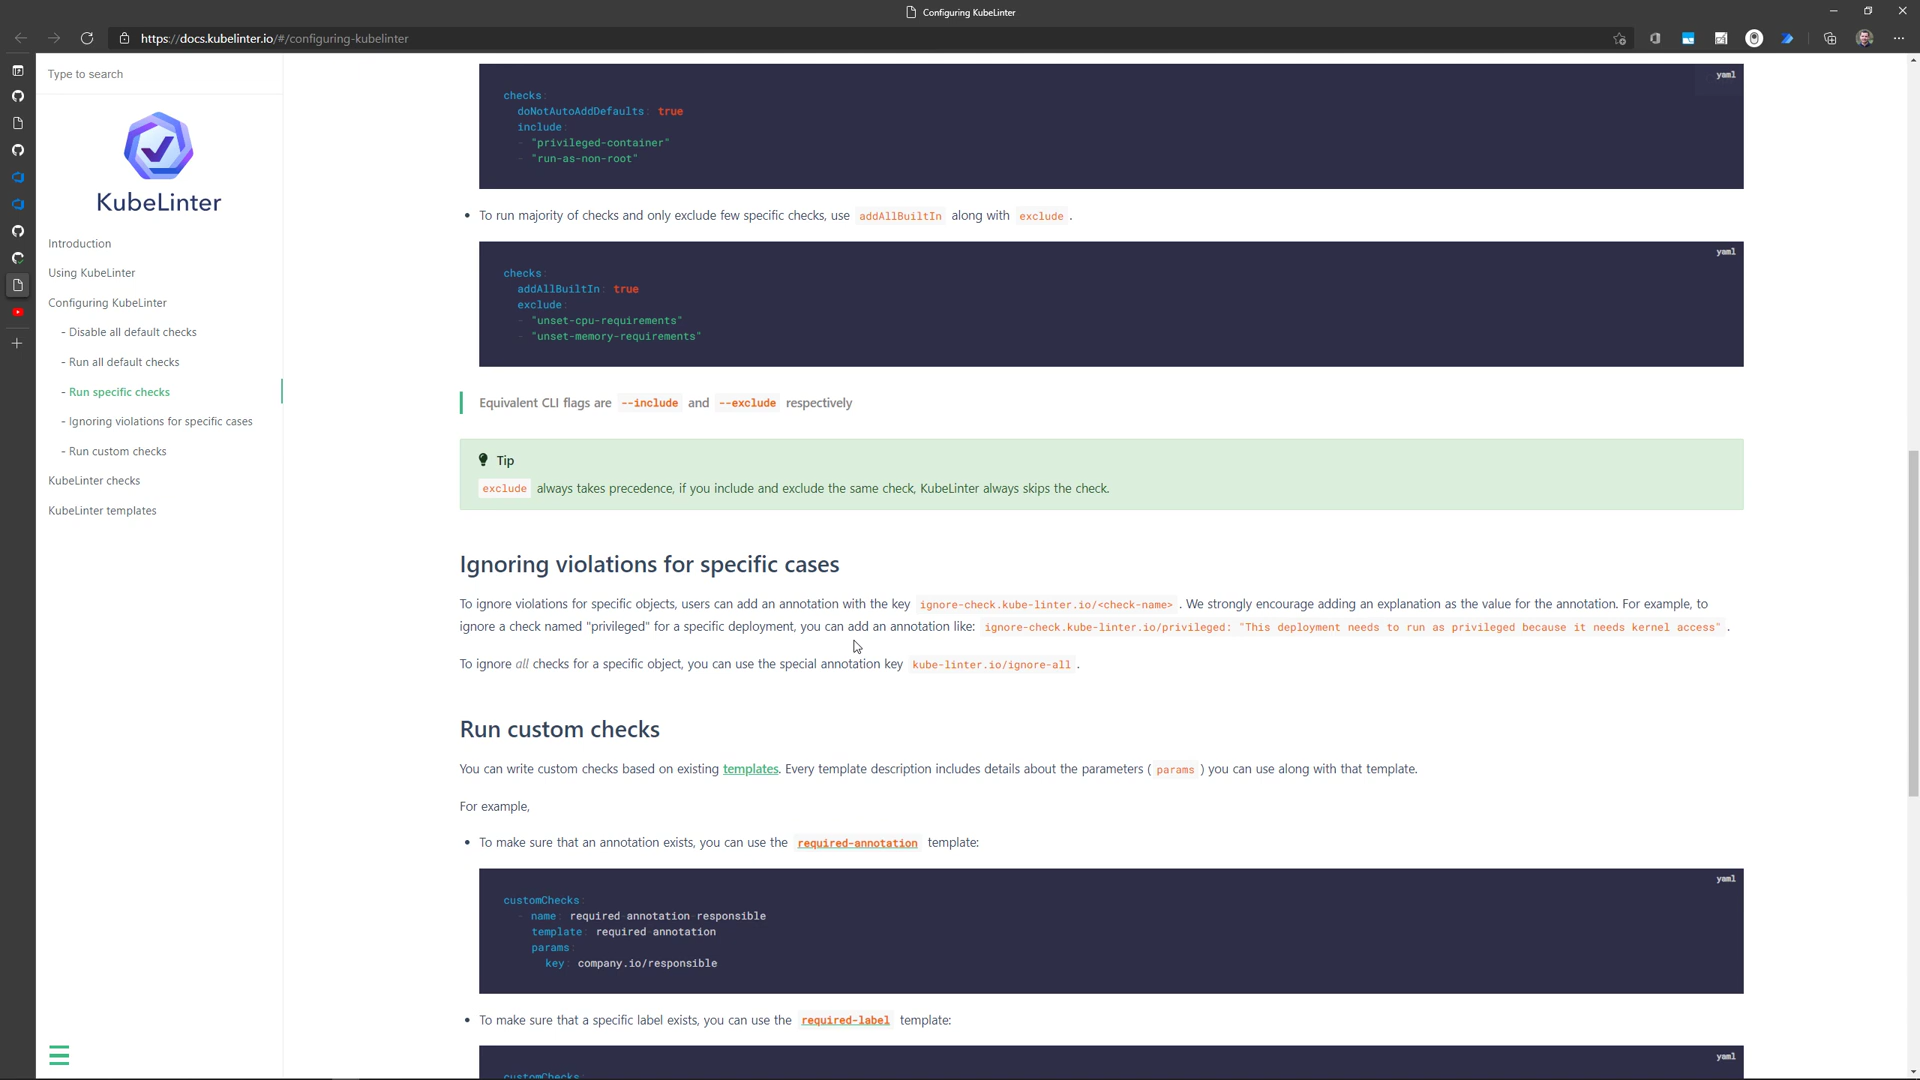 Configuring KubeLinter
https://docs.kubelinter.io/#/configuring-kubelinter
Type to search
KubeLinter
Introduction
Using KubeLinter
Configuring KubeLinter
- Disable all default checks
- Run all default checks
- Run specific checks
- Ignoring violations for specific cases
- Run custom checks
KubeLinter checks
KubeLinter templates
yaml
checks:
doNotAutoAddDefaults: true
include:
- "privileged-container"
- "run-as-non-root"
• To run majority of checks and only exclude few specific checks, use addAllBuiltIn along with exclude .
yaml
checks:
addAllBuiltIn: true
exclude:
- "unset-cpu-requirements"
- "unset-memory-requirements"
Equivalent CLI flags are --include and --exclude respectively
Tip
exclude always takes precedence, if you include and exclude the same check, KubeLinter always skips the check.
Ignoring violations for specific cases
To ignore violations for specific objects, users can add an annotation with the key ignore-check.kube-linter.io/<check-name> . We strongly encourage adding an explanation as the value for the annotation. For example, to
ignore a check named "privileged" for a specific deployment, you can add an annotation like: ignore-check.kube-linter.io/privileged: "This deployment needs to run as privileged because it needs kernel access" .
To ignore all checks for a specific object, you can use the special annotation key kube-linter.io/ignore-all .
Run custom checks
You can write custom checks based on existing templates. Every template description includes details about the parameters ( params ) you can use along with that template.
For example,
• To make sure that an annotation exists, you can use the required-annotation template:
yaml
customChecks:
- name: required-annotation-responsible
template: required-annotation
params:
key: company.io/responsible
• To make sure that a specific label exists, you can use the required-label template:
yaml
customChecks: